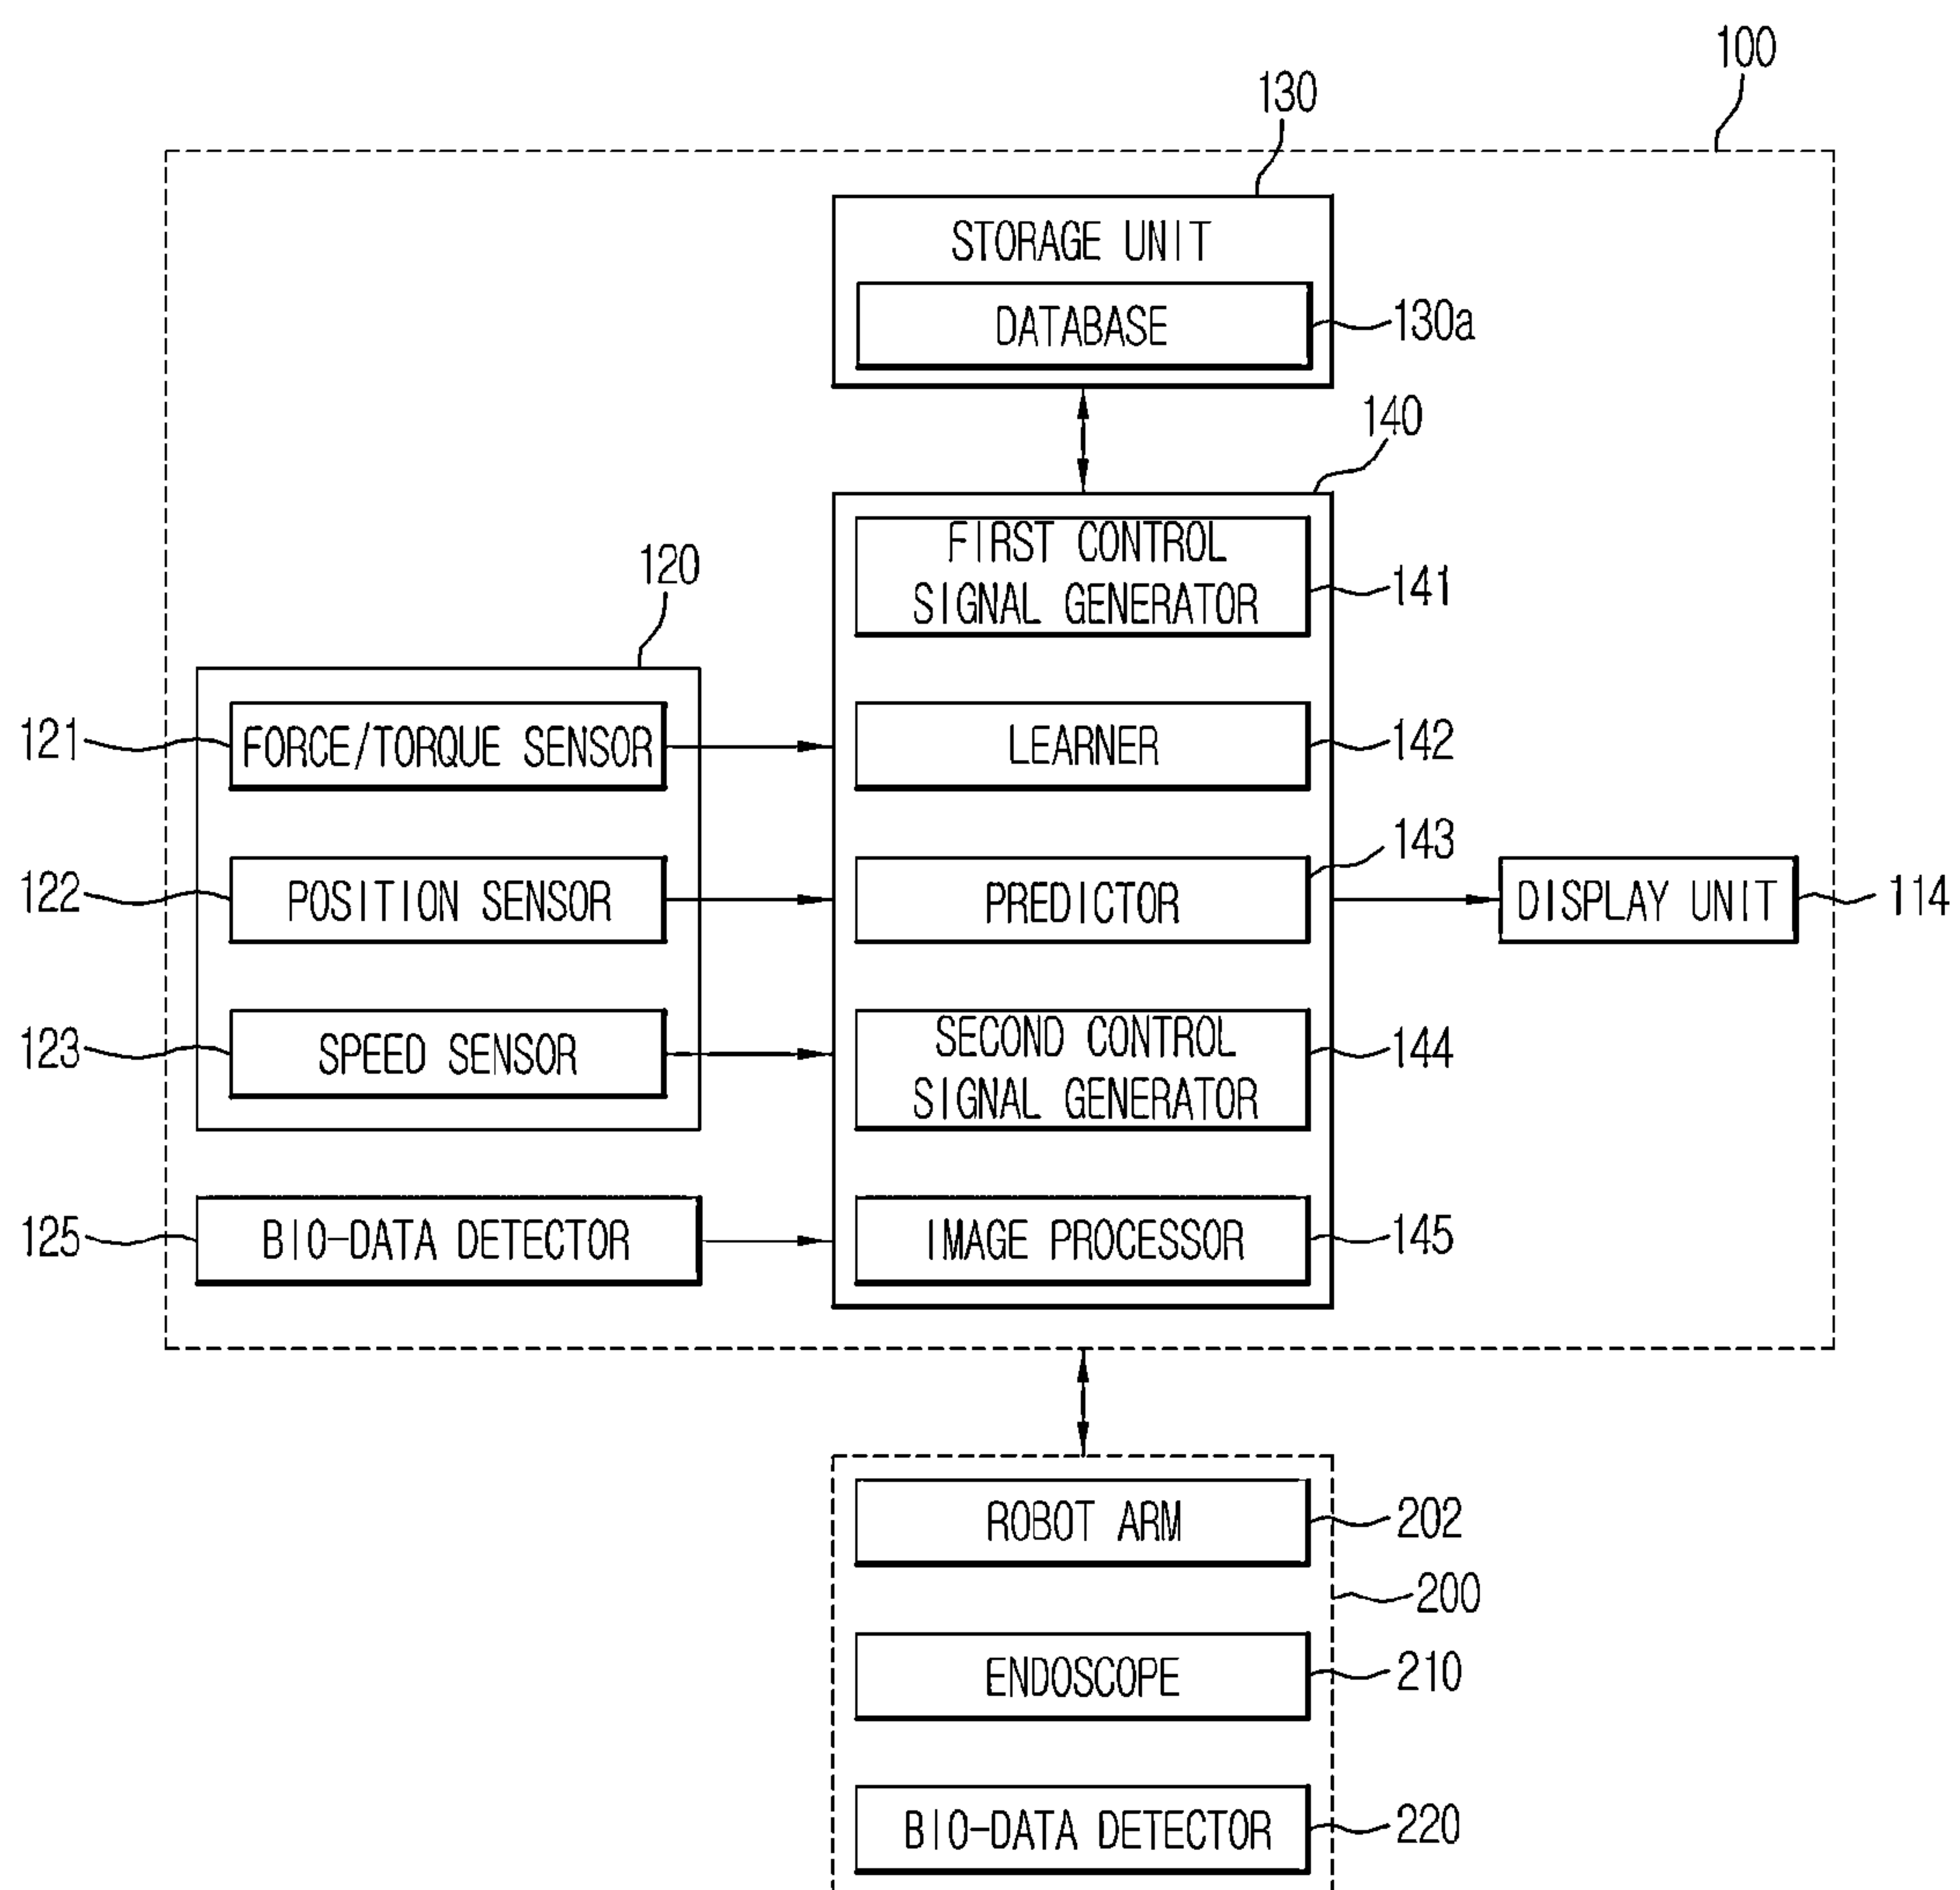 100
130
STORAGE UNIT
DATABASE
130a
140
FIRST CONTROL
SIGNAL GENERATOR
141
120
121
FORCE/TORQUE SENSOR
LEARNER
142
143
122
POSITION SENSOR
PREDICTOR
DISPLAY UNIT
114
123
SPEED SENSOR
SECOND CONTROL
SIGNAL GENERATOR
144
125
BIO-DATA DETECTOR
IMAGE PROCESSOR
145
ROBOT ARM
202
200
ENDOSCOPE
210
BIO-DATA DETECTOR
220